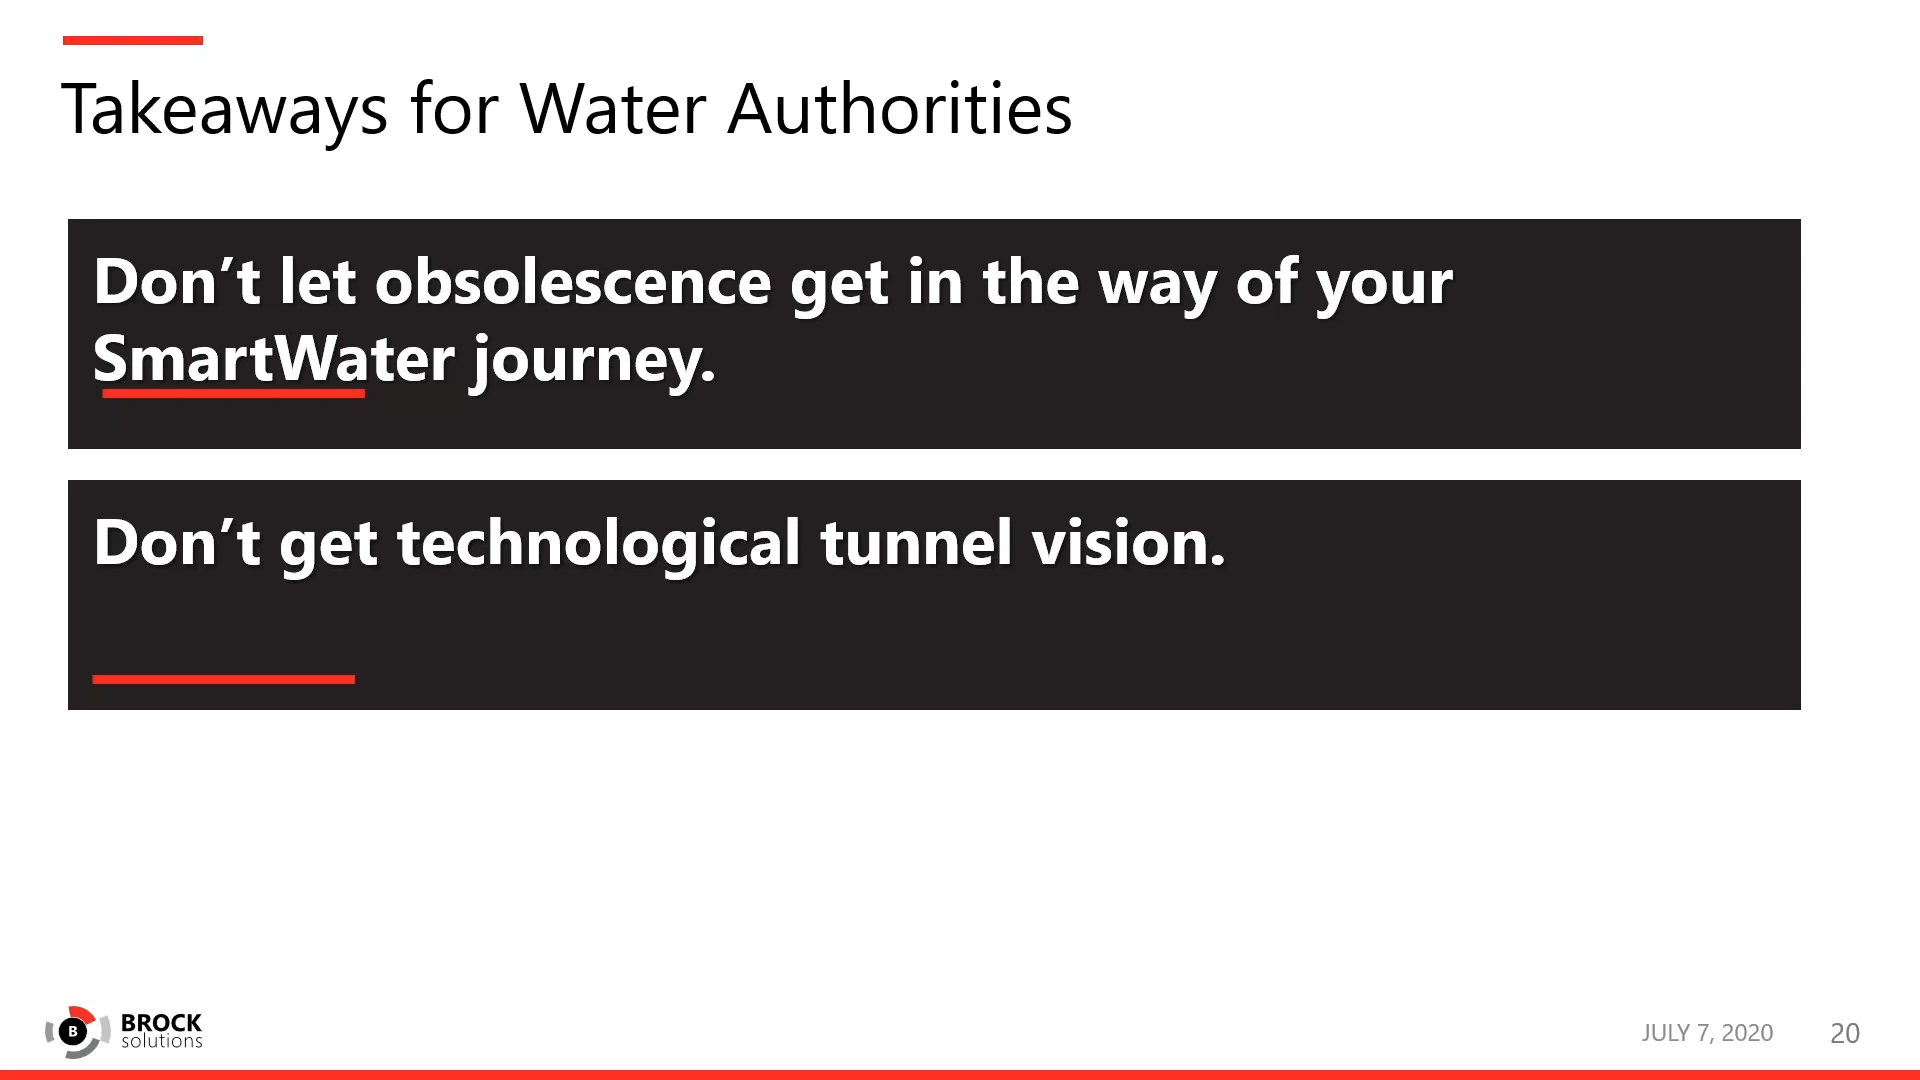 Takeaways for Water Authorities
Don’t let obsolescence get in the way of your
SmartWater journey.
Don’t get technological tunnel vision.
B
BROCK
solutions
JULY 7, 2020
20